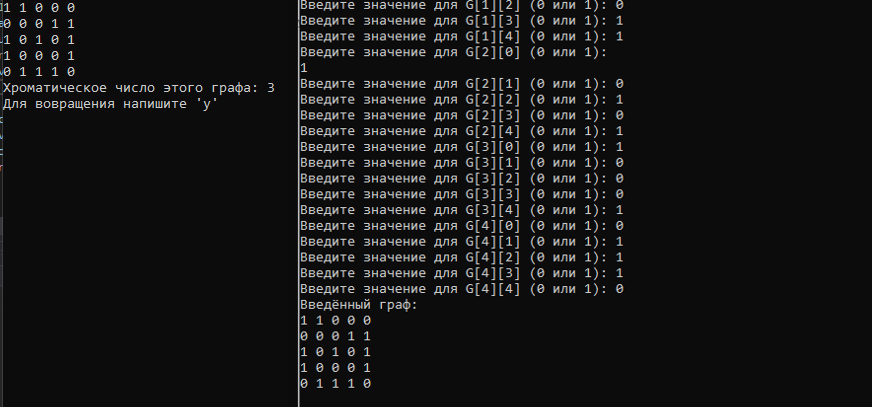 1 1 0 0 0
0 0 0 1 1
1 0 1 0 1
1 0 0 0 1
0 1 1 1 0
Хроматическое число этого графа: 3
Для вовращения напишите 'y'
Введите значение для G[1][2] (0 или 1): 0
Введите значение для G[1][3] (0 или 1): 1
Введите значение для G[1][4] (0 или 1): 1
Введите значение для G[2][0] (0 или 1):
1
Введите значение для G[2][1] (0 или 1): 0
Введите значение для G[2][2] (0 или 1): 1
Введите значение для G[2][3] (0 или 1): 0
Введите значение для G[2][4] (0 или 1): 1
Введите значение для G[3][0] (0 или 1): 1
Введите значение для G[3][1] (0 или 1): 0
Введите значение для G[3][2] (0 или 1): 0
Введите значение для G[3][3] (0 или 1): 0
Введите значение для G[3][4] (0 или 1): 1
Введите значение для G[4][0] (0 или 1): 0
Введите значение для G[4][1] (0 или 1): 1
Введите значение для G[4][2] (0 или 1): 1
Введите значение для G[4][3] (0 или 1): 1
Введите значение для G[4][4] (0 или 1): 0
Введённый граф:
1 1 0 0 0
0 0 0 1 1
1 0 1 0 1
1 0 0 0 1
0 1 1 1 0